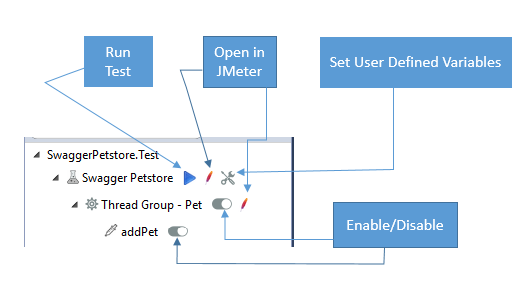 Run
Test
Open in
JMeter
Set User Defined Variables
SwaggerPetstore.Test
Swagger Petstore
Thread Group - Pet
addPet
Enable/Disable